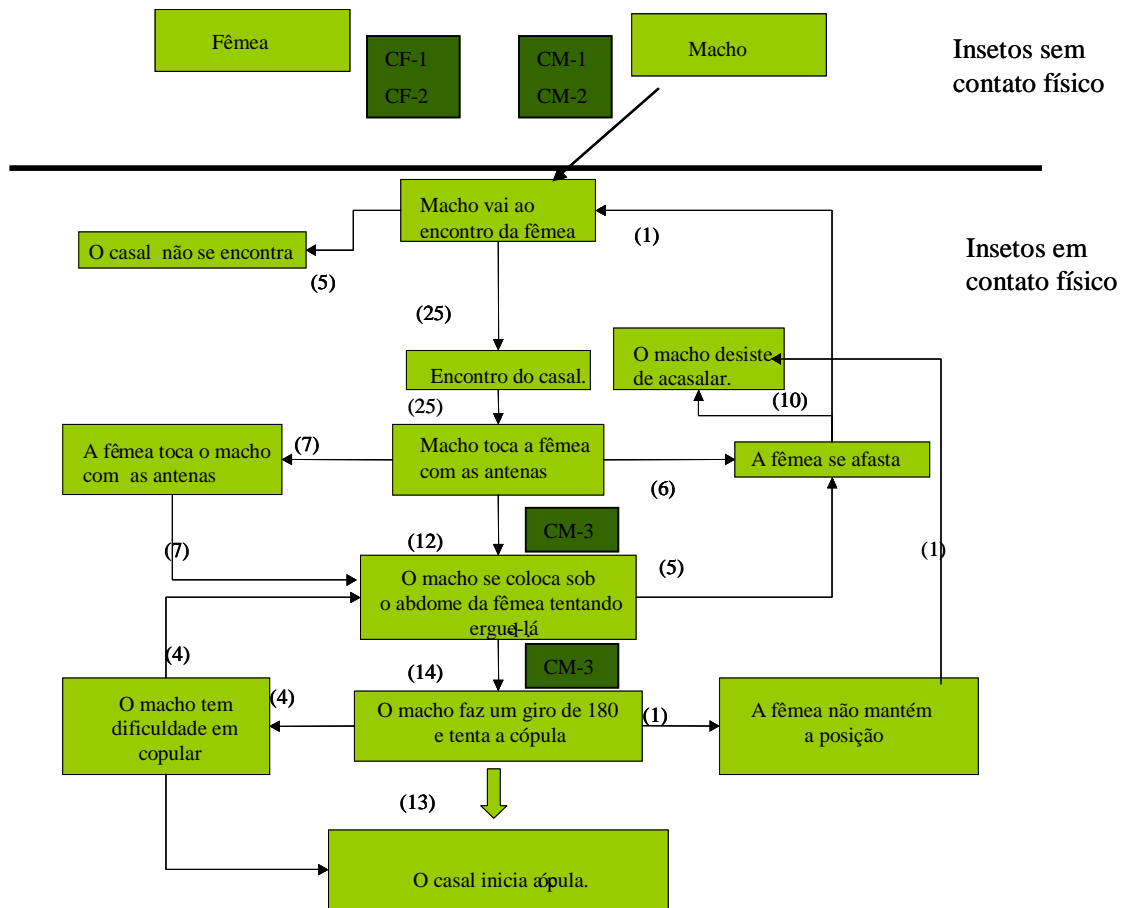 Fêmea
CF-1
CF-2
CM-1
CM-2
Macho
Insetos sem
contato físico
Macho vai ao
encontro da fêmea
(1)
O casal não se encontra
(5)
Insetos em
contato físico
(25)
Encontro do casal.
O macho desiste
de acasalar.
(25)
(10)
A fêmea toca o macho
com as antenas
(7)
Macho toca a fêmea
com as antenas
(6)
A fêmea se afasta
CM-3
(12)
(7)
(5)
(1)
O macho se coloca sob
o abdome da fêmea tentando
CM-3
(4)
(14)
O macho tem
dificuldade em
copular
(4)
O macho faz um giro de 180
e tenta a cópula
(1)
A fêmea não mantém
a posição
(13)
O casal inicia